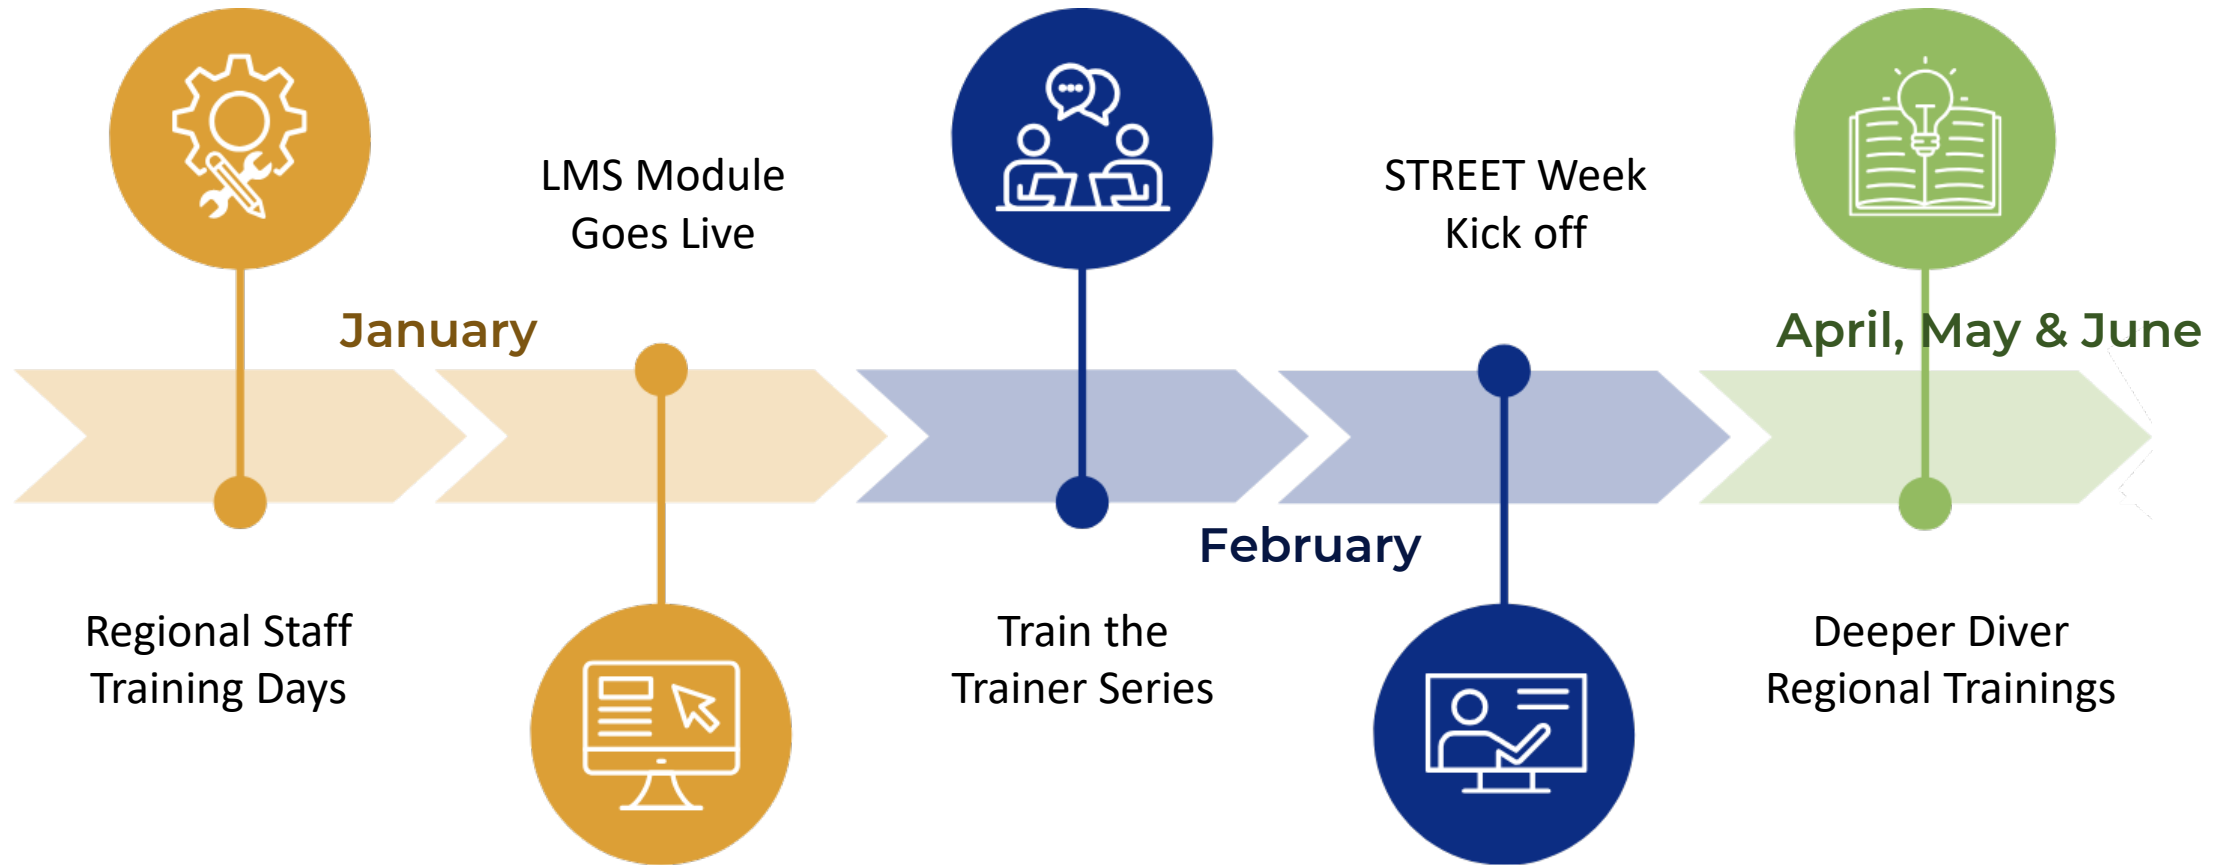 LMS Module
Goes Live
STREET Week
Kick off
January
April, May & June
February
Regional Staff
Training Days
Train the
Trainer Series
Deeper Diver
Regional Trainings